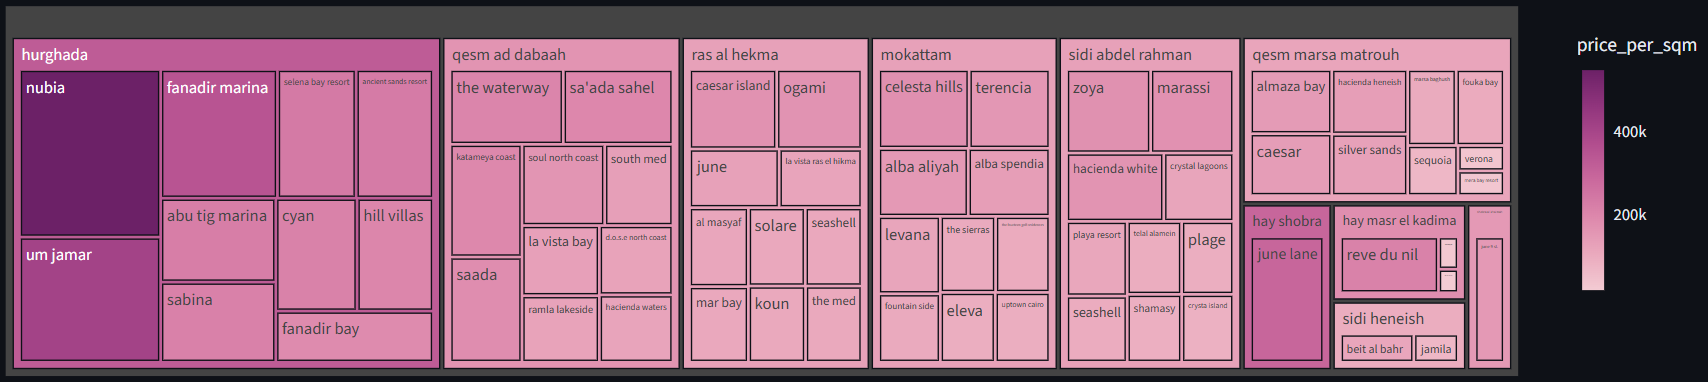 hurghada
nubia
fanadir marina
selena bay resort
ancient sands resort
abu tig marina
cyan
hill villas
um jamar
sabina
fanadir bay
qesm ad dabaah
the waterway
sa'ada sahel
katameya coast
soul north coast
south med
la vista bay
d.o.s.e north coast
saada
ramla lakeside
hacienda waters
ras al hekma
caesar island
ogami
june
la vista ras el hikma
al masyaf
solare
seashell
mar bay
koun
the med
mokattam
celesta hills
terencia
alba aliyah
alba spendia
levana
the sierras
fountain side
eleva
uptown cairo
sidi abdel rahman
zoya
marassi
hacienda white
crystal lagoons
playa resort
telal alamein
plage
seashell
shamasy
crysta island
qesm marsa matrouh
almaza bay
hacienda heneish
marsa baghush
fouka bay
caesar
silver sands
sequoia
verona
mera bay resort
hay shobra
june lane
hay masr el kadima
reve du nil
sidi heneish
beit al bahr
jamila
price_per_sqm
400k
200k